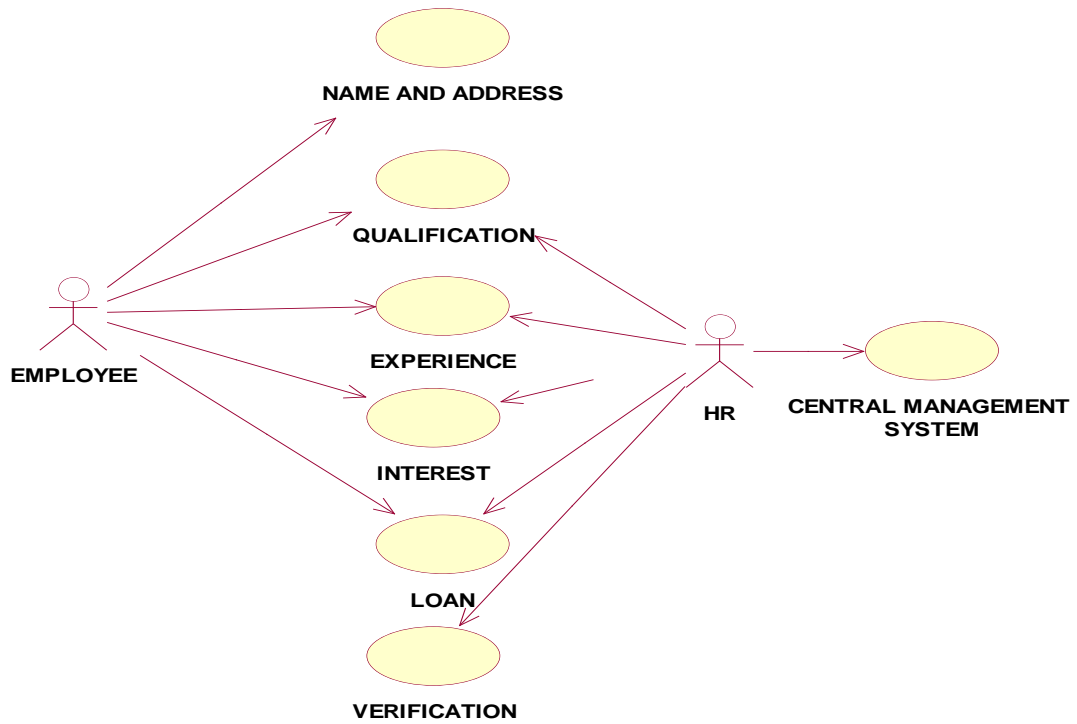 NAME AND ADDRESS
QUALIFICATION
EXPERIENCE
EMPLOYEE
INTEREST
HR
CENTRAL MANAGEMENT
SYSTEM
LOAN
VERIFICATION